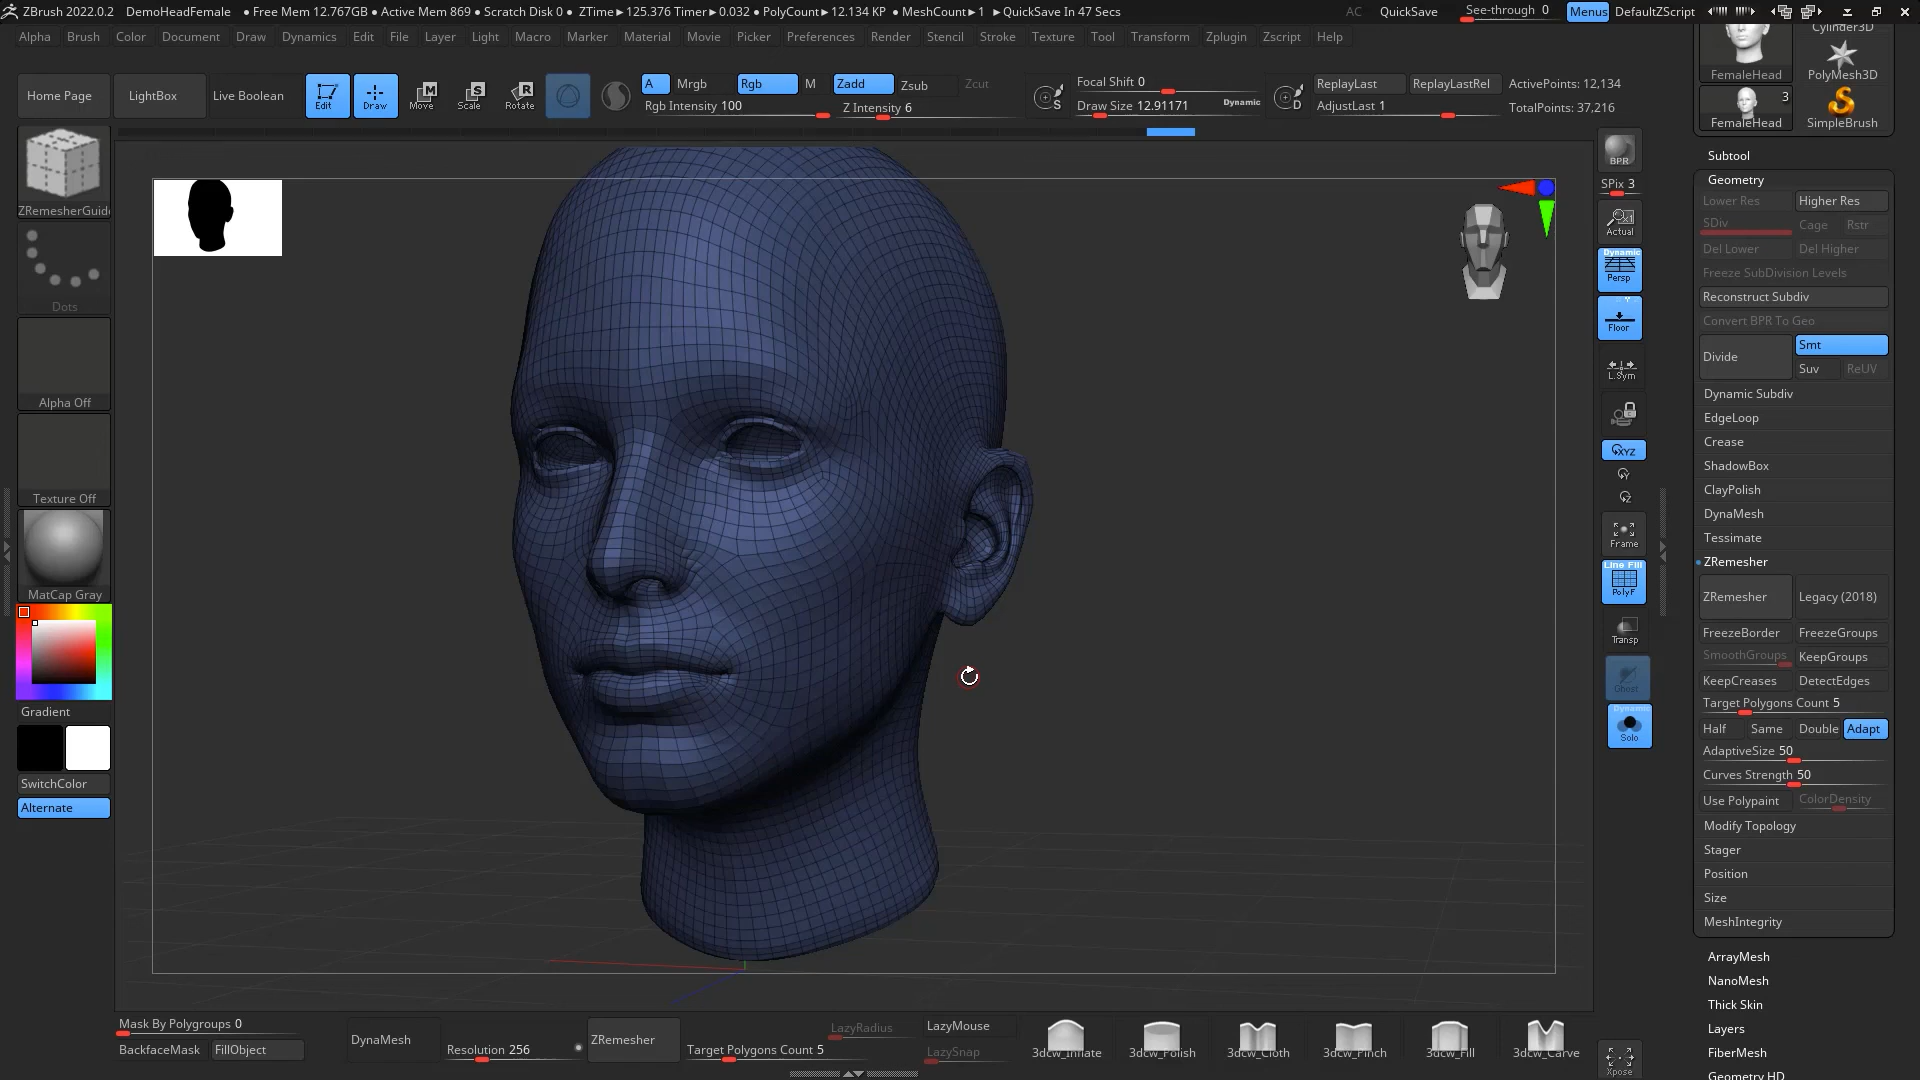 ZBrush 2022.0.2 DemoHeadFemale ● Free Mem 12.767GB ● Active Mem 869 ● Scratch Disk 0 ● ZTime►125.376 Timer►0.032 ● PolyCount►12.134 KP ● MeshCount►1 ►QuickSave In 47 Secs AC QuickSave See-through 0 Menus DefaultZScript
Alpha Brush Color Document Draw Dynamics Edit File Layer Light Macro Marker Material Movie Picker Preferences Render Stencil Stroke Texture Tool Transform Zplugin Zscript Help
Home Page LightBox Live Boolean Edit Draw Move Scale Rotate
A Mrgb Rgb M Zadd Zsub Zcut
Rgb Intensity 100 Z Intensity 6
Focal Shift 0
Draw Size 12.91171 Dynamic
S D
ReplayLast ReplayLastRel ActivePoints: 12,134
AdjustLast 1 TotalPoints: 37,216
ZRemesherGuid
Dots
Alpha Off
Texture Off
MatCap Gray
Gradient
SwitchColor
Alternate
BPR
SPix 3
Actual
Dynamic
Persp
Floor
L.Sym
XYZ
Y
Z
Frame
Line Fill
PolyF
Transp
Ghost
Dynamic
Solo
Xpose
Cylinder3D
FemaleHead PolyMesh3D
3
FemaleHead SimpleBrush
Subtool
Geometry
Lower Res Higher Res
SDiv Cage Rstr
Del Lower Del Higher
Freeze SubDivision Levels
Reconstruct Subdiv
Convert BPR To Geo
Divide Smt
Suv ReUV
Dynamic Subdiv
EdgeLoop
Crease
ShadowBox
ClayPolish
DynaMesh
Tessimate
ZRemesher
ZRemesher Legacy (2018)
FreezeBorder FreezeGroups
SmoothGroups KeepGroups
KeepCreases DetectEdges
Target Polygons Count 5
Half Same Double Adapt
AdaptiveSize 50
Curves Strength 50
Use Polypaint ColorDensity
Modify Topology
Stager
Position
Size
MeshIntegrity
ArrayMesh
NanoMesh
Thick Skin
Layers
FiberMesh
Geometry HD
Mask By Polygroups 0
BackfaceMask FillObject
DynaMesh Resolution 256 ZRemesher Target Polygons Count 5
LazyRadius LazyMouse
LazySnap
3dcw_Inflate 3dcw_Polish 3dcw_Cloth 3dcw_Pinch 3dcw_Fill 3dcw_Carve